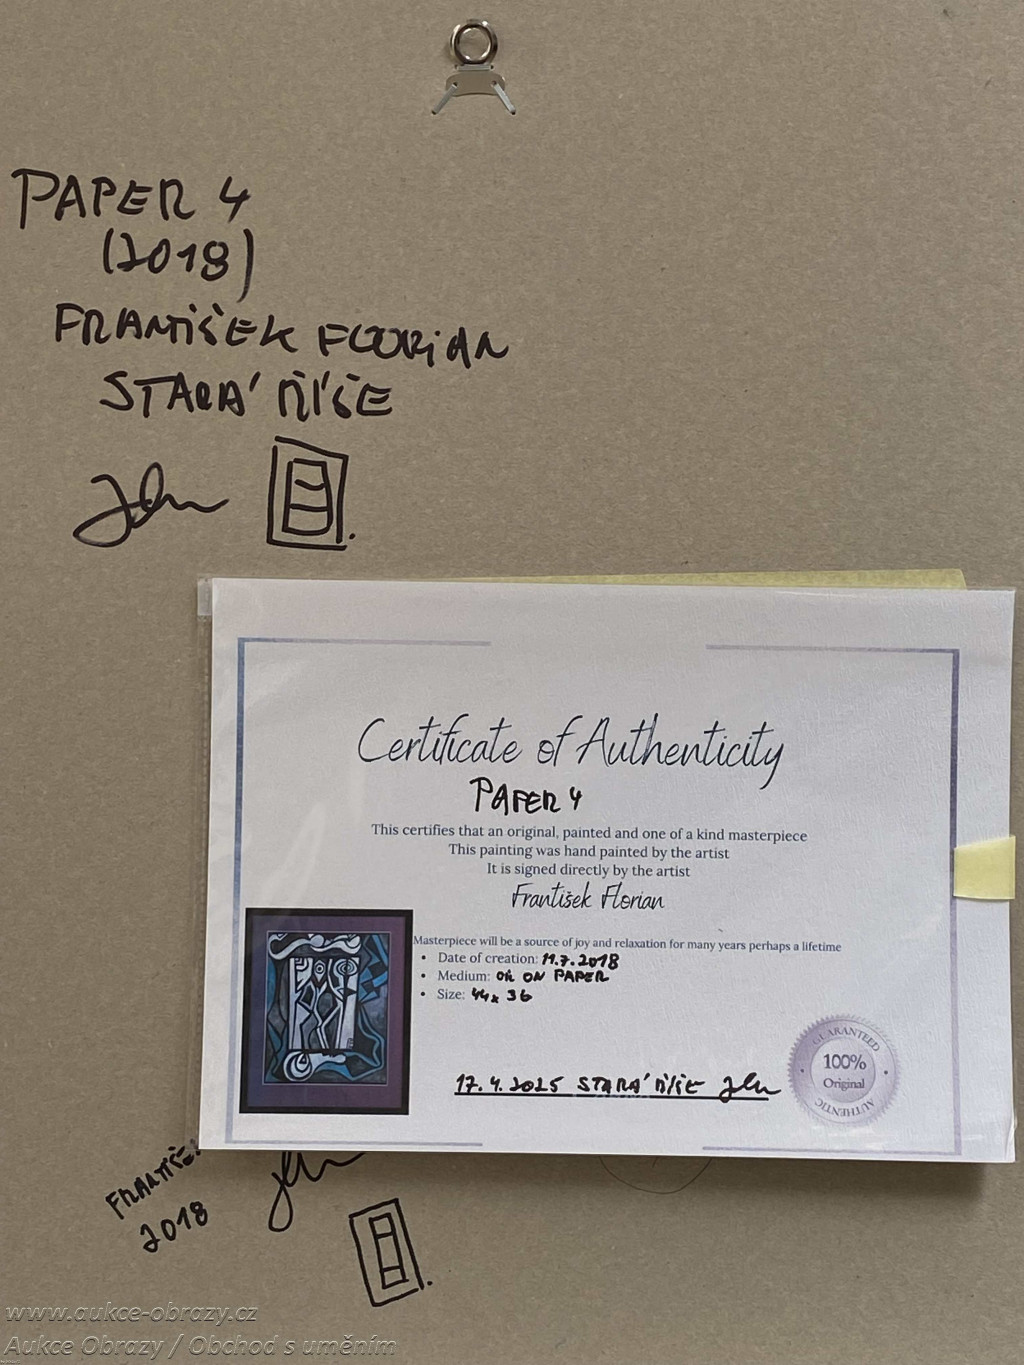 PAPER 4
(2018)
FRANTIŠEK FLORIAN
STARÁ ŘÍŠE
Certificate of Authenticity
PAPER 4
This certifies that an original, painted and one of a kind masterpiece
This painting was hand painted by the artist
It is signed directly by the artist
František Florian
Masterpiece will be a source of joy and relaxation for many years perhaps a lifetime
• Date of creation: 11.7.2018
• Medium: OIL ON PAPER
• Size: 44x36
17.4.2025 STARÁ ŘÍŠE
GUARANTEED
100%
Original
AUTHENTIC
FRANTIŠE
2018
www.aukce-obrazy.cz
Aukce Obrazy / Obchod s uměním